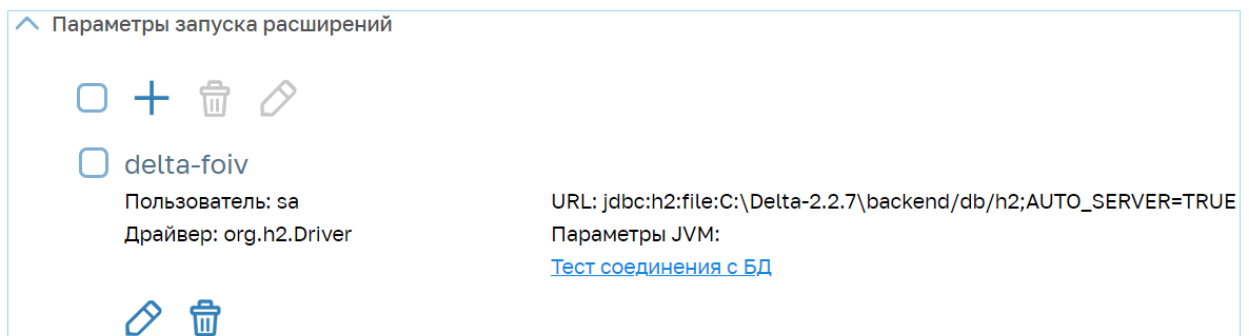 Параметры запуска расширений
delta-foiv
Пользователь: sa
URL: jdbc:h2:file:C:\Delta-2.2.7\backend/db/h2;AUTO_SERVER=TRUE
Драйвер: org.h2.Driver
Параметры JVM:
Тест соединения с БД